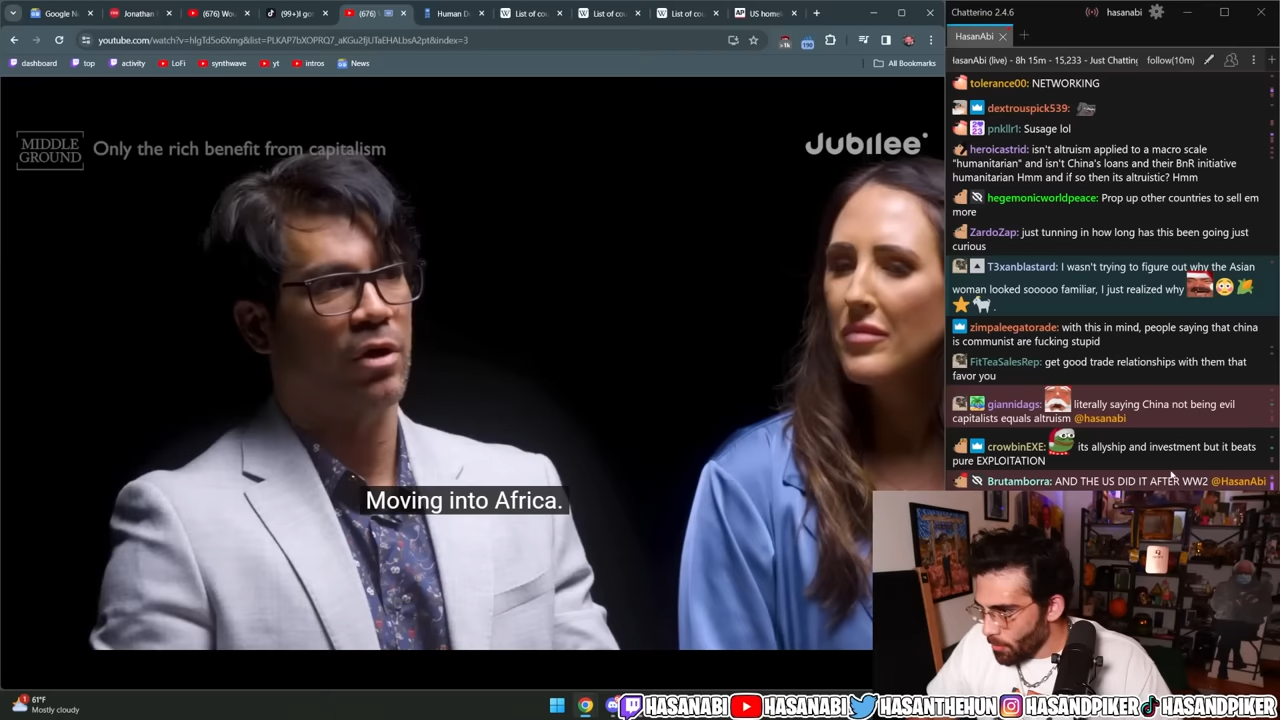 Google N
Jonathan
(676) Wo
(99+)
(676)
Human D
List of cou
List of cou
List of cou
AP
US home
youtube.com/watch?v=hlgTd5o6Xmg&list=PLKAP7bXOPRQ7_aKGu2fjUTaEHALbsA2pt&index=3
dashboard
top
activity
LoFi
synthwave
yt
intros
News
All Bookmarks
MIDDLE
GROUND
Only the rich benefit from capitalism
Jubilee
Moving into Africa.
Chatterino 2.4.6
hasanabi
HasanAbi
HasanAbi (live) - 8h 15m - 15,233 - Just Chatting
follow(10m)
tolerance00: NETWORKING
dextrouspick539:
pnkllr1: Susage lol
heroicastrid: isn't altruism applied to a macro scale
"humanitarian" and isn't China's loans and their BnR initiative
humanitarian Hmm and if so then its altruistic? Hmm
hegemonicworldpeace: Prop up other countries to sell em
more
ZardoZap: just tunning in how long has this been going just
curious
T3xanblastard: I wasn't trying to figure out why the Asian
woman looked sooooo familiar, I just realized why
.
zimpaleegatorade: with this in mind, people saying that china
is communist are fucking stupid
FitTeaSalesRep: get good trade relationships with them that
favor you
giannidags: literally saying China not being evil
capitalists equals altruism @hasanabi
crowbinEXE: its allyship and investment but it beats
pure EXPLOITATION
Brutamborra: AND THE US DID IT AFTER WW2 @HasanAbi
61°F
Mostly cloudy
HASANABI
HASANABI
HASANTHEHUN
HASANDPIKER
HASANDPIKER